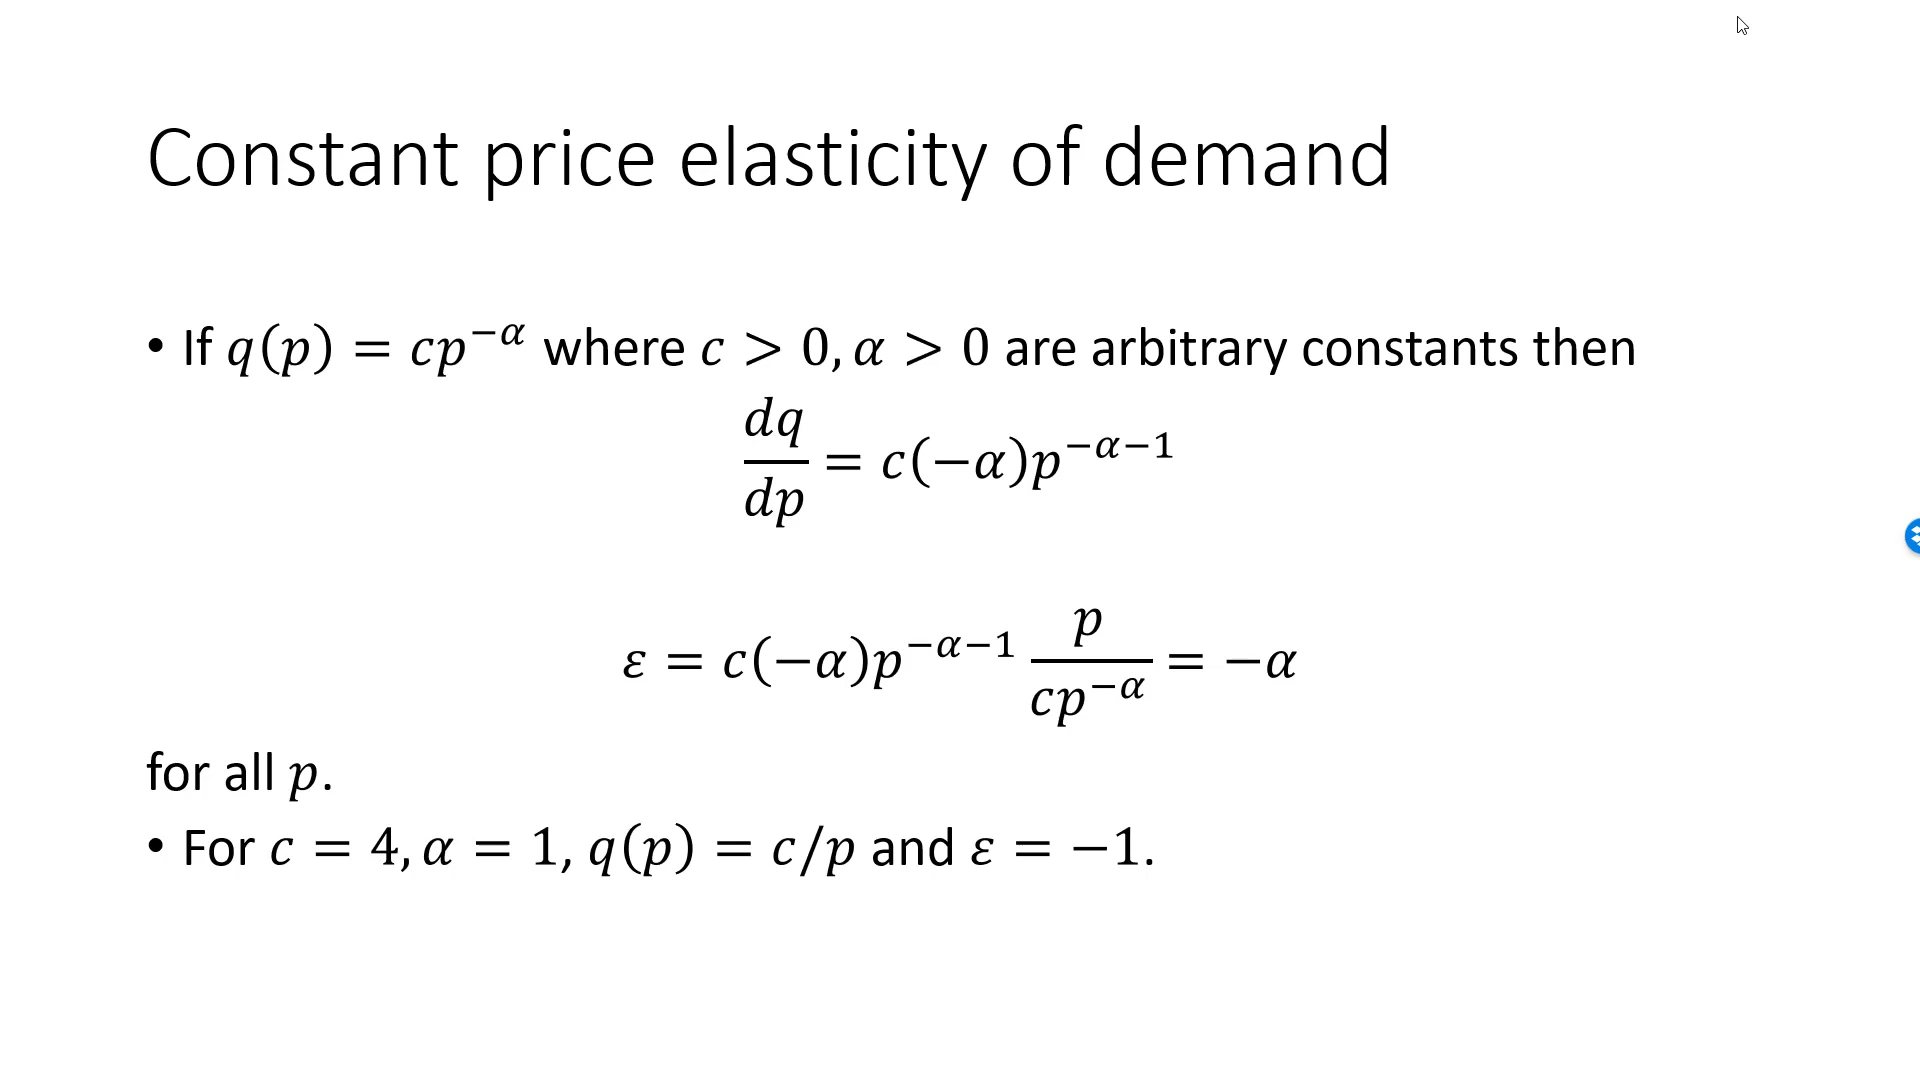 Constant price elasticity of demand
• If q(p) = cp^{−α} where c > 0, α > 0 are arbitrary constants then
dq/dp = c(−α)p^{−α−1}
ε = c(−α)p^{−α−1} p/cp^{−α} = −α
for all p.
• For c = 4, α = 1, q(p) = c/p and ε = −1.